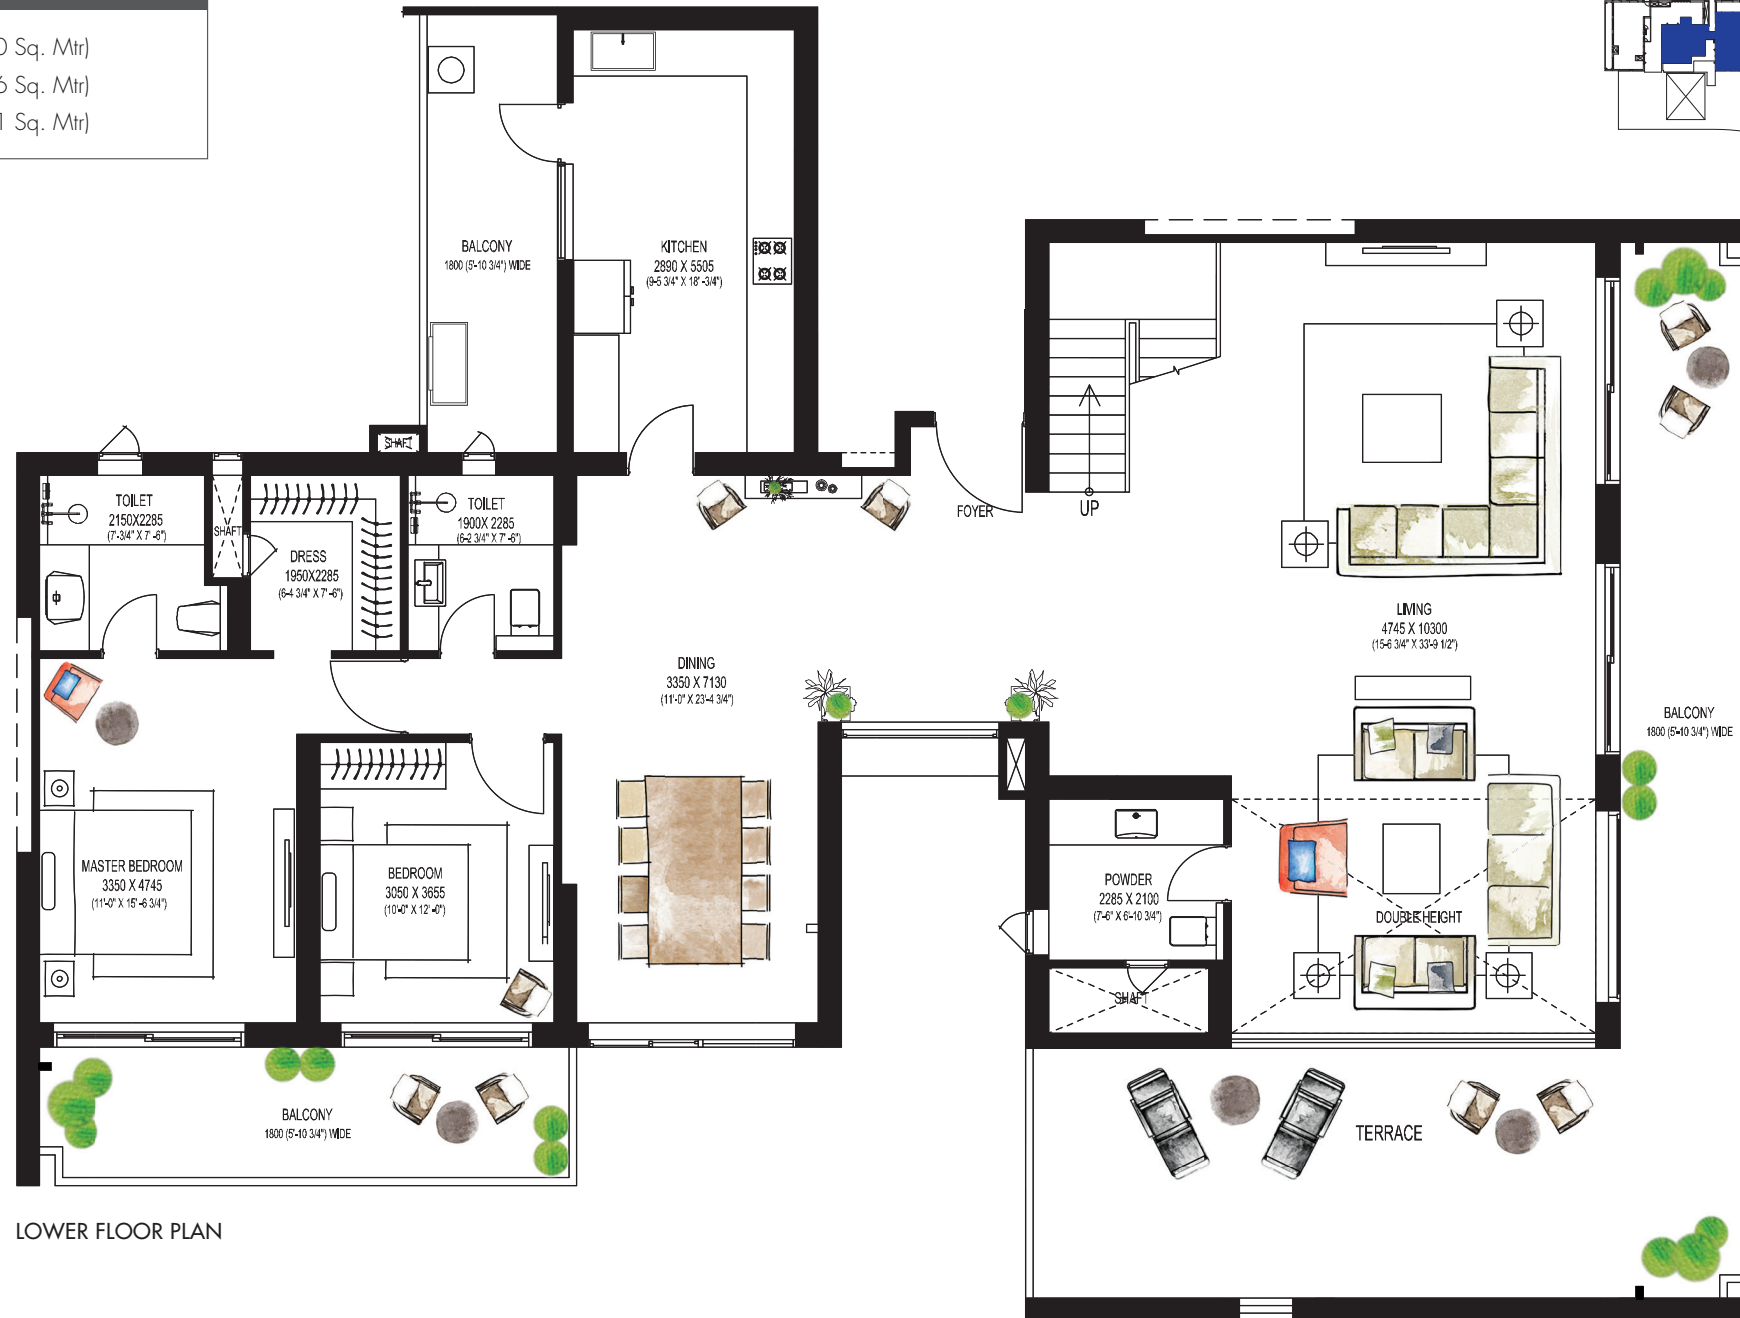 0 Sq. Mtr)
6 Sq. Mtr)
1 Sq. Mtr)
BALCONY
1800 (5'-10 3/4") WIDE
KITCHEN
2890 X 5505
(9-5 3/4" X 18' -3/4")
SHAFT
TOILET
2150X2285
(7'-3/4" X 7' -6")
SHAFT
DRESS
1950X2285
(6-4 3/4" X 7' -6")
TOILET
1900X 2285
(6-2 3/4" X 7' -6")
FOYER
UP
LIVING
4745 X 10300
(15-6 3/4" X 33'-9 1/2")
DINING
3350 X 7130
(11'-0" X 23'-4 3/4")
BALCONY
1800 (5'-10 3/4") WIDE
MASTER BEDROOM
3350 X 4745
(11'-0" X 15' -6 3/4")
BEDROOM
3050 X 3655
(10'-0" X 12' -0")
POWDER
2285 X 2100
(7'-6" X 6'-10 3/4")
DOUBLE HEIGHT
SHAFT
BALCONY
1800 (5'-10 3/4") WIDE
TERRACE
LOWER FLOOR PLAN